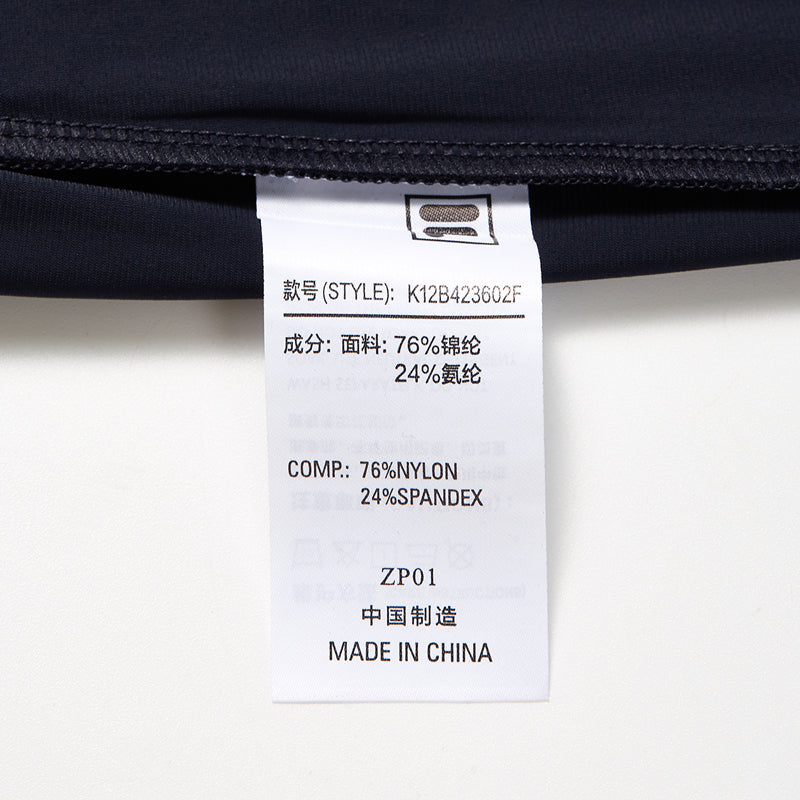 款号(STYLE): K12B423602F
成分: 面料: 76%锦纶
24%氨纶
COMP.: 76%NYLON
24%SPANDEX
ZP01
中国制造
MADE IN CHINA